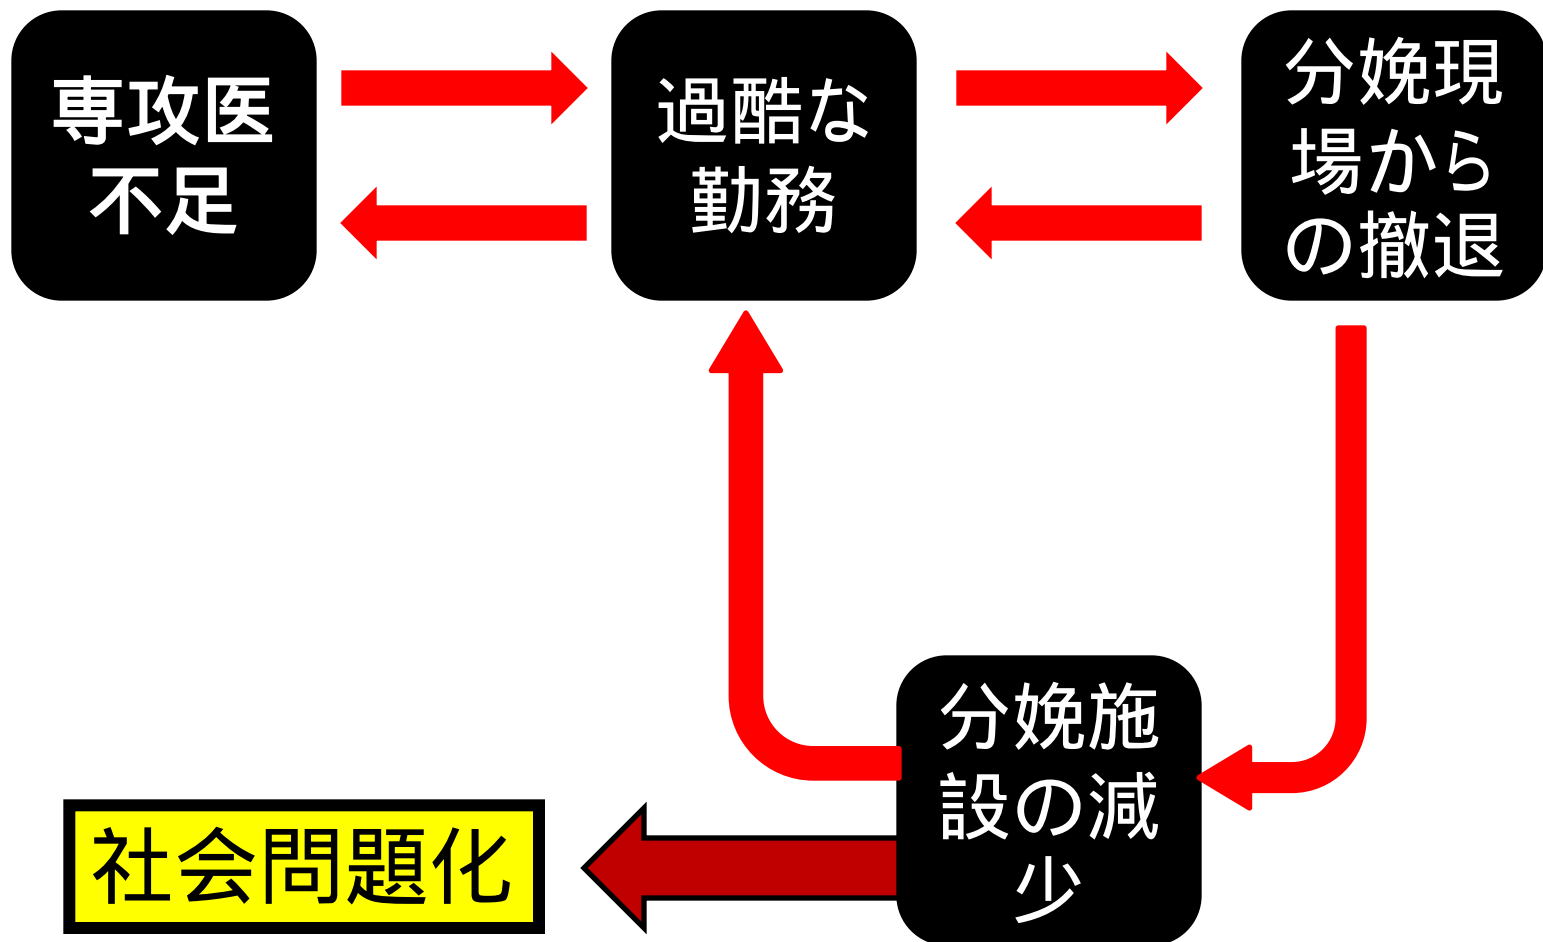 専攻医
不足
過酷な
勤務
分娩現
場から
の撤退
分娩施
設の減
少
社会問題化